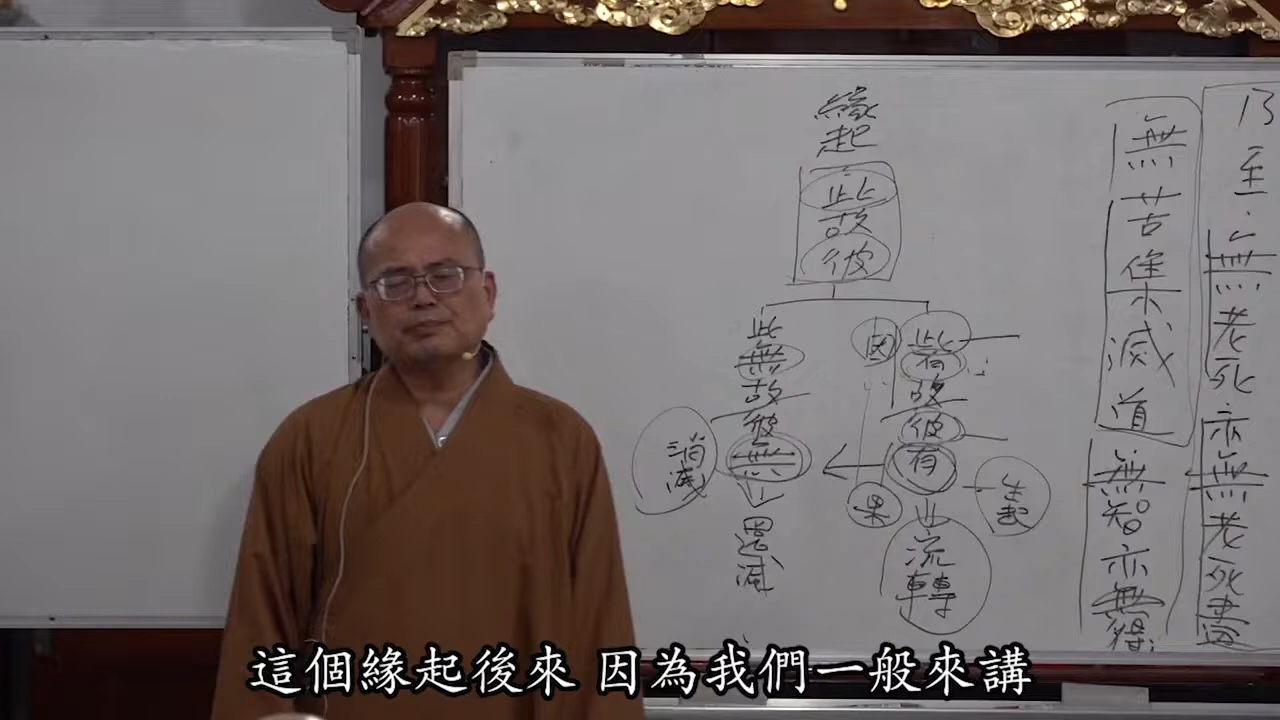 乃至無老死亦無老死盡
無苦集滅道
無智亦無得
緣起
此故彼
此有故彼有
因
果
生起
流轉
此無故彼無
消滅
還滅
這個緣起後來 因為我們一般來講